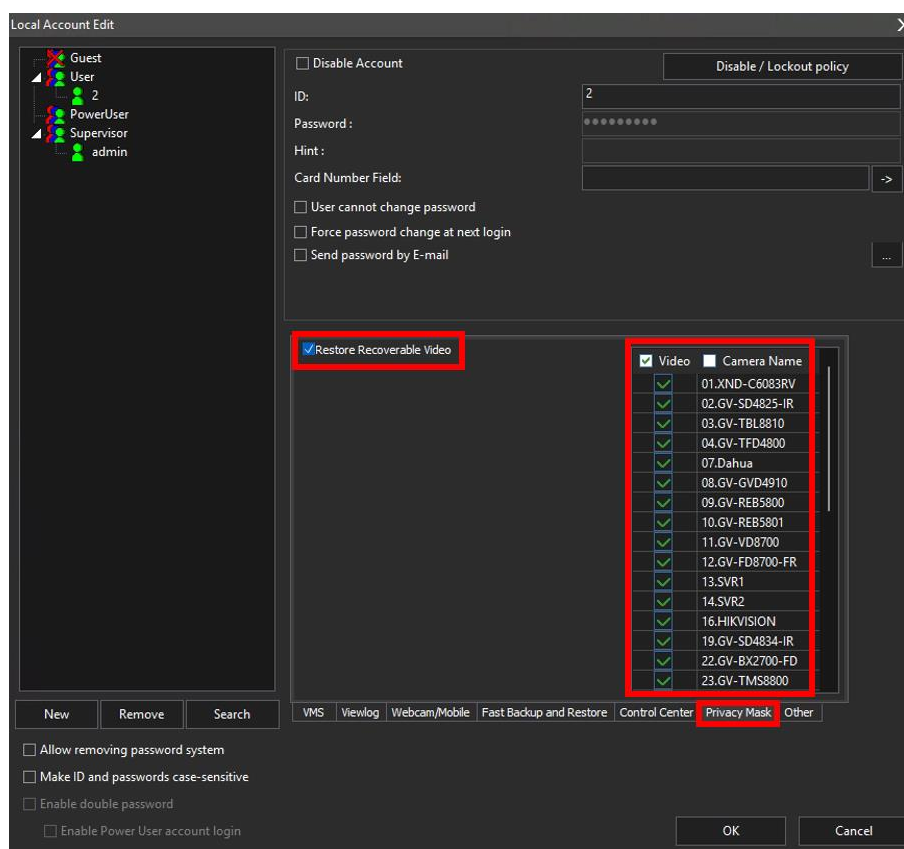 Local Account Edit
Guest
User
2
PowerUser
Supervisor
admin
Disable Account
Disable / Lockout policy
ID:
2
Password :
Hint :
Card Number Field:
->
User cannot change password
Force password change at next login
Send password by E-mail
...
Restore Recoverable Video
Video Camera Name
01.XND-C6083RV
02.GV-SD4825-IR
03.GV-TBL8810
04.GV-TFD4800
07.Dahua
08.GV-GVD4910
09.GV-REB5800
10.GV-REB5801
11.GV-VD8700
12.GV-FD8700-FR
13.SVR1
14.SVR2
16.HIKVISION
19.GV-SD4834-IR
22.GV-BX2700-FD
23.GV-TMS8800
VMS Viewlog Webcam/Mobile Fast Backup and Restore Control Center Privacy Mask Other
New Remove Search
Allow removing password system
Make ID and passwords case-sensitive
Enable double password
Enable Power User account login
OK Cancel